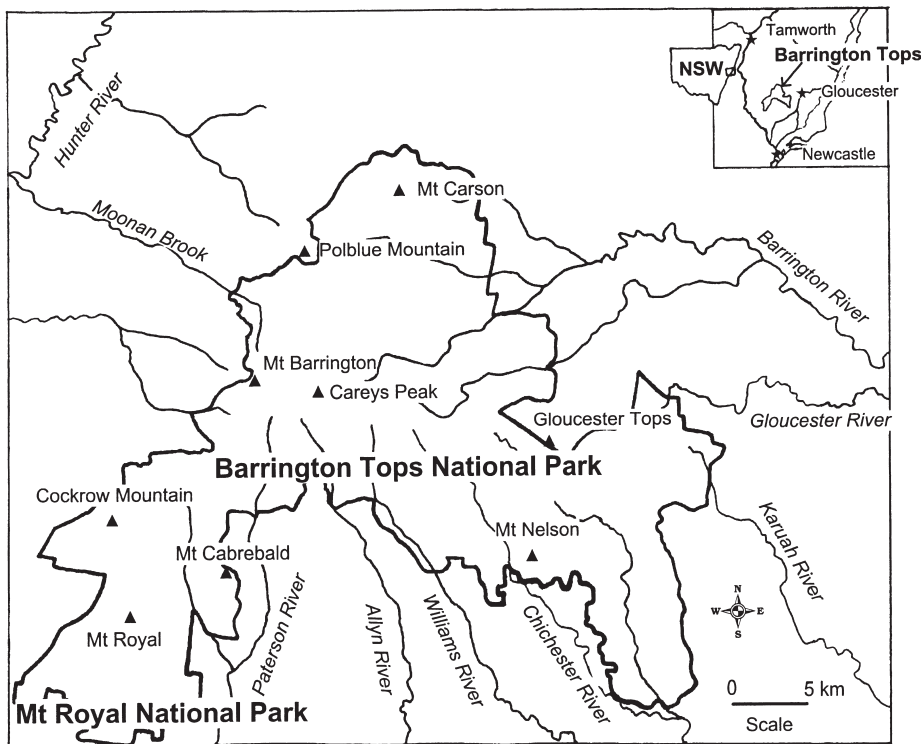 Tamworth
Barrington Tops
NSW
Gloucester
Newcastle
Hunter River
Mt Carson
Moonan Brook
Polblue Mountain
Barrington River
Mt Barrington
Careys Peak
Gloucester Tops
Gloucester River
Barrington Tops National Park
Cockrow Mountain
Mt Nelson
Karuah River
Mt Cabrebald
Paterson River
Allyn River
Williams River
Chichester River
N
W E
S
Mt Royal
0 5 km
Scale
Mt Royal National Park